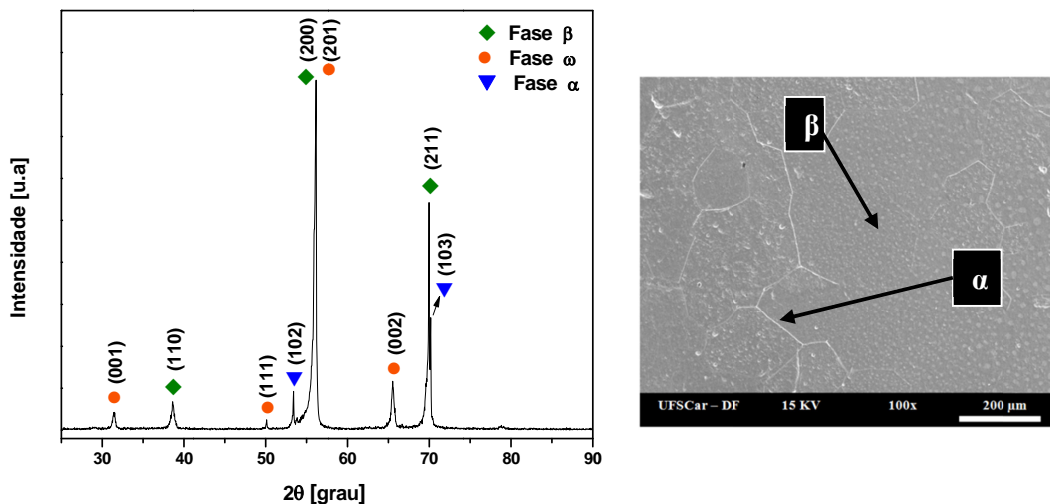 Intensidade [u.a]
2θ [grau]
30 40 50 60 70 80 90
(001)
(110)
(111)
(102)
(200)
(201)
(002)
(211)
(103)
Fase β
Fase ω
Fase α
β
α
UFSCar – DF 15 KV 100x 200 µm